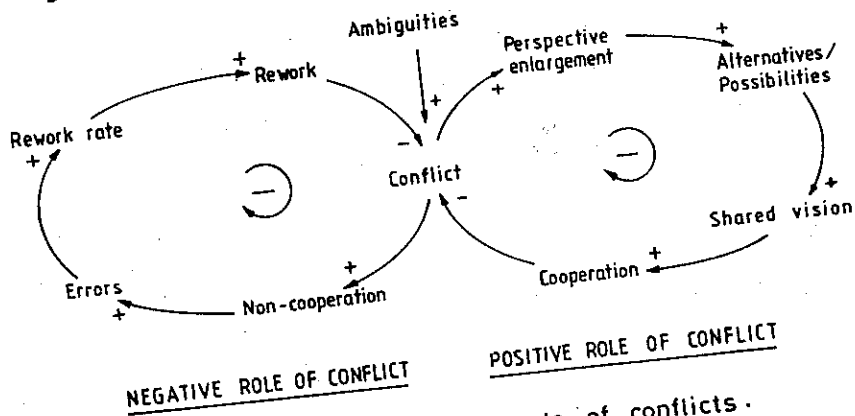 Ambiguities
Rework
Perspective
enlargement
Alternatives/
Possibilities
Rework rate
Conflict
Shared vision
Errors
Non-cooperation
Cooperation
+
+
+
+
+
+
+
+
+
+
-
-
-
-
NEGATIVE ROLE OF CONFLICT
POSITIVE ROLE OF CONFLICT
of conflicts.